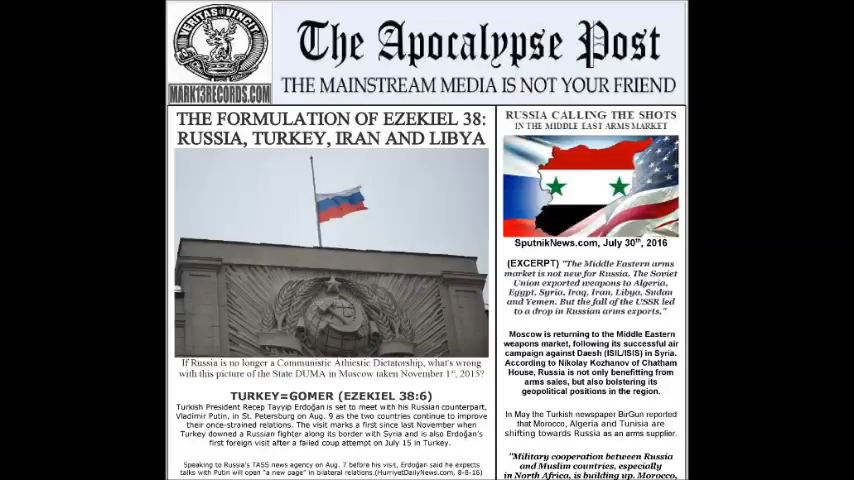 VERITAS VINCIT
MARK13RECORDS.COM
The Apocalypse Post
THE MAINSTREAM MEDIA IS NOT YOUR FRIEND
THE FORMULATION OF EZEKIEL 38:
RUSSIA, TURKEY, IRAN AND LIBYA
If Russia is no longer a Communistic Athiestic Dictatorship, what's wrong
with this picture of the State DUMA in Moscow taken November 1st, 2015?
TURKEY=GOMER (EZEKIEL 38:6)
Turkish President Recep Tayyip Erdoğan is set to meet with his Russian counterpart,
Vladimir Putin, in St. Petersburg on Aug. 9 as the two countries continue to improve
their once-strained relations. The visit marks a first since last November when
Turkey downed a Russian fighter along its border with Syria and is also Erdoğan's
first foreign visit after a failed coup attempt on July 15 in Turkey.
Speaking to Russia's TASS news agency on Aug. 7 before his visit, Erdoğan said he expects
talks with Putin will open "a new page" in bilateral relations.(HurriyetDailyNews.com, 8-8-16)
RUSSIA CALLING THE SHOTS
IN THE MIDDLE EAST ARMS MARKET
SputnikNews.com, July 30th, 2016
(EXCERPT) "The Middle Eastern arms
market is not new for Russia. The Soviet
Union exported weapons to Algeria,
Egypt, Syria, Iraq, Iran, Libya, Sudan
and Yemen. But the fall of the USSR led
to a drop in Russian arms exports."
Moscow is returning to the Middle Eastern
weapons market, following its successful air
campaign against Daesh (ISIL/ISIS) in Syria.
According to Nikolay Kozhanov of Chatham
House, Russia is not only benefiting from
arms sales, but also bolstering its
geopolitical positions in the region.
In May the Turkish newspaper BirGun reported
that Morocco, Algeria and Tunisia are
shifting towards Russia as an arms supplier.
"Military cooperation between Russia
and Muslim countries, especially
in North Africa, is building up. Morocco,